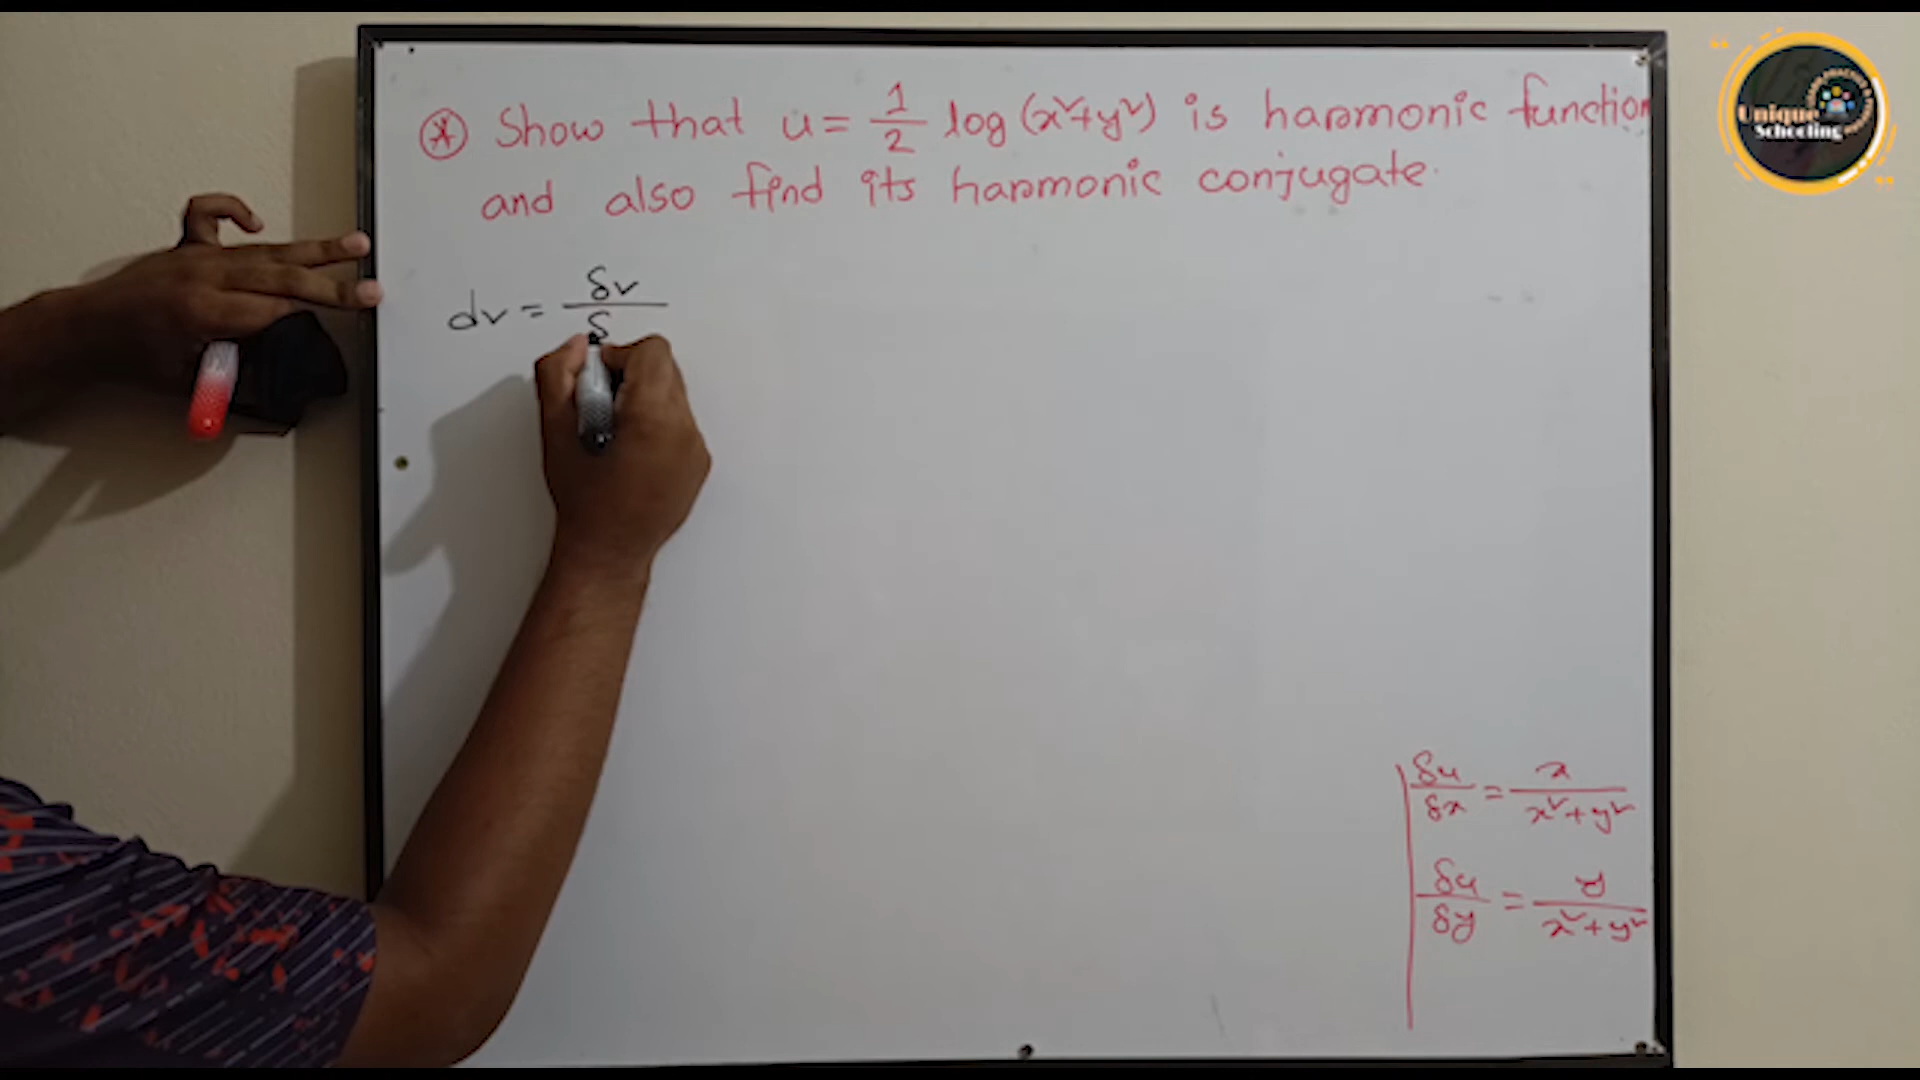 ⊛ Show that u = 1/2 log (x²+y²) is harmonic function
and also find its harmonic conjugate.
dv = δv/δ
δu/δx = x/(x²+y²)
δu/δy = y/(x²+y²)
Unique
Schooling